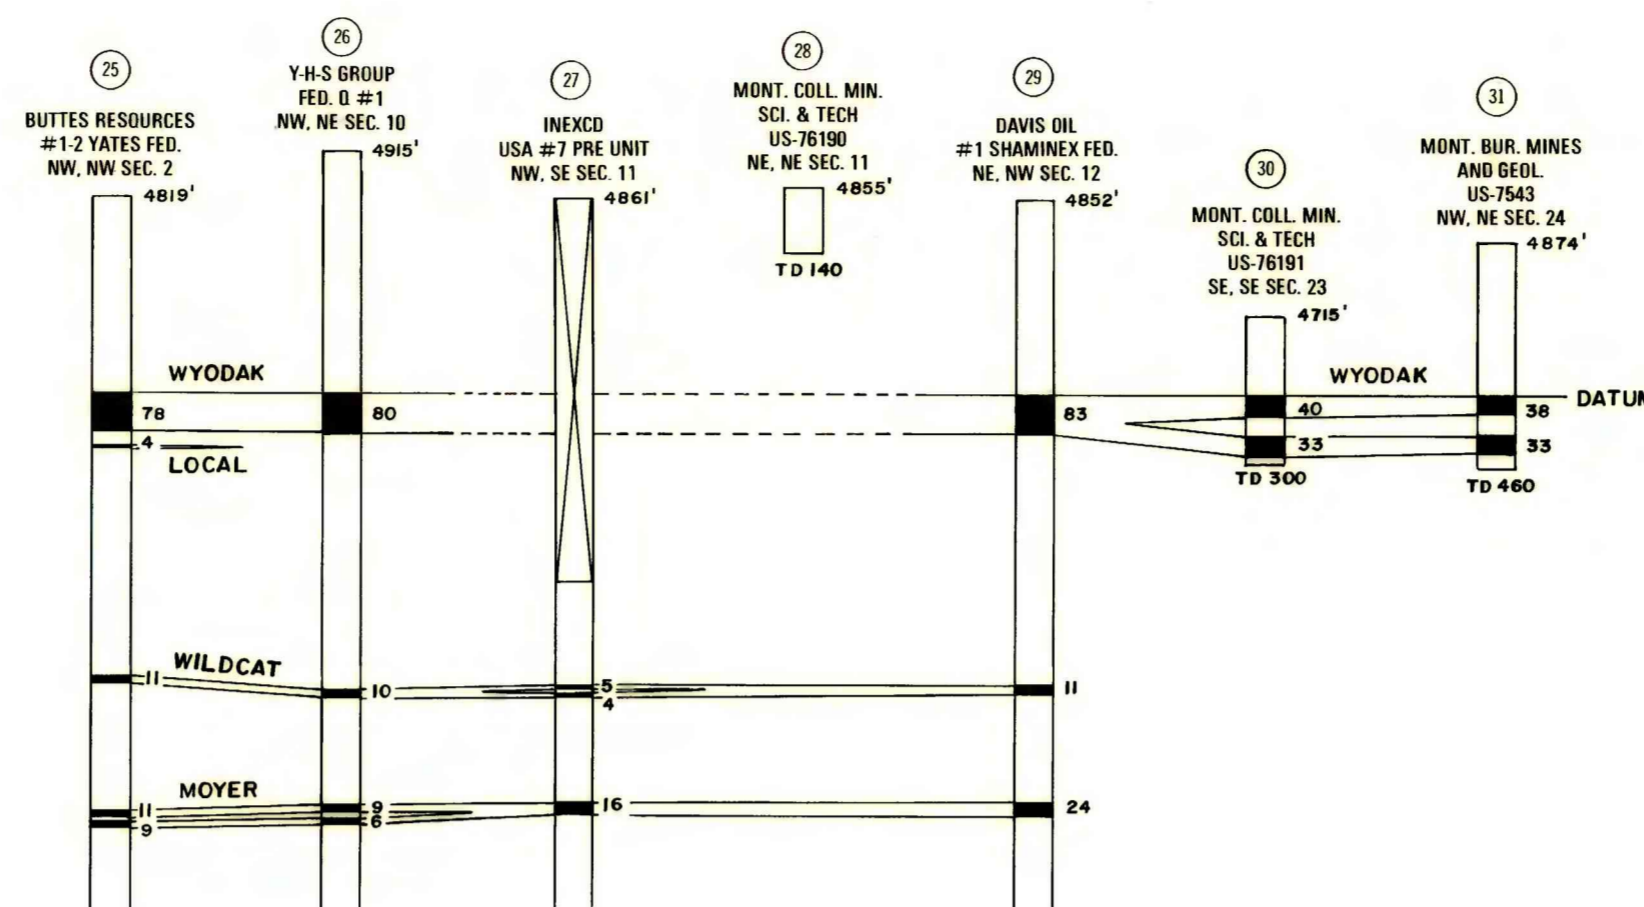 25
BUTTES RESOURCES
#1-2 YATES FED.
NW, NW SEC. 2
4819'
26
Y-H-S GROUP
FED. Q #1
NW, NE SEC. 10
4915'
27
INEXCD
USA #7 PRE UNIT
NW, SE SEC. 11
4861'
28
MONT. COLL. MIN.
SCI. & TECH
US-76190
NE, NE SEC. 11
4855'
TD 140
29
DAVIS OIL
#1 SHAMINEX FED.
NE, NW SEC. 12
4852'
30
MONT. COLL. MIN.
SCI. & TECH
US-76191
SE, SE SEC. 23
4715'
31
MONT. BUR. MINES
AND GEOL.
US-7543
NW, NE SEC. 24
4874'
WYODAK
WYODAK
DATUM
78
80
83
40
38
4
LOCAL
33
33
TD 300
TD 460
WILDCAT
11
10
5
4
11
MOYER
11
9
9
6
16
24